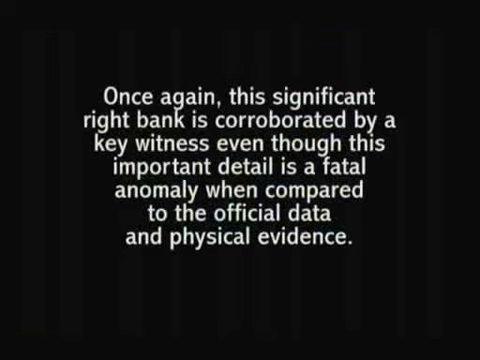 Once again, this significant
right bank is corroborated by a
key witness even though this
important detail is a fatal
anomaly when compared
to the official data
and physical evidence.